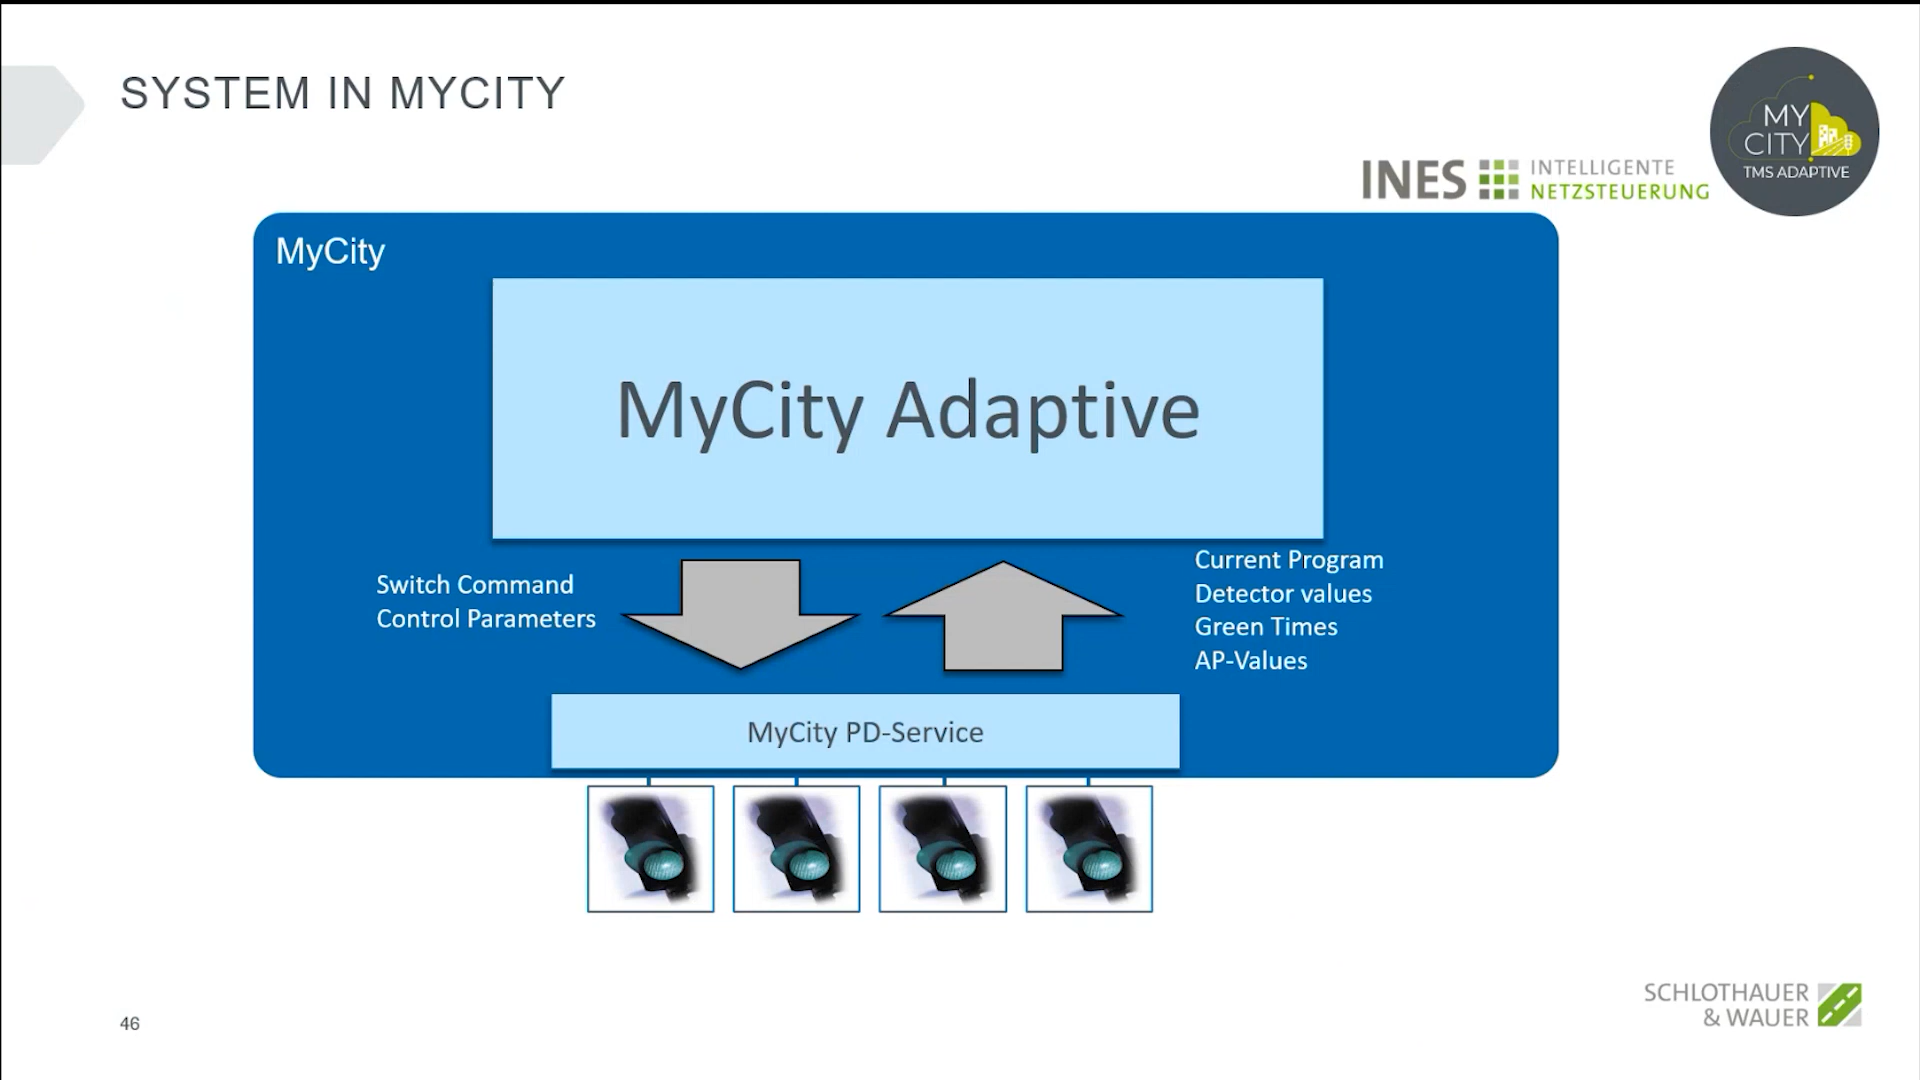 SYSTEM IN MYCITY
MY
CITY
TMS ADAPTIVE
INES INTELLIGENTE
NETZSTEUERUNG
MyCity
MyCity Adaptive
Switch Command
Control Parameters
Current Program
Detector values
Green Times
AP-Values
MyCity PD-Service
SCHLOTHAUER
& WAUER
46